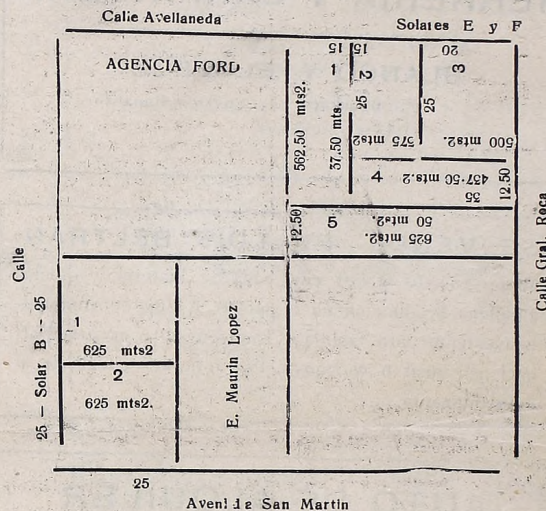 Calle Avellaneda
Solares E y F
AGENCIA FORD
15
15
20
1
2
3
562.50 mts2.
37.50 mts.
25
25
375 mts2
500 mts2.
4
437.50 mts.2
35
12.50
12.50
5
50 mts2.
625 mts2.
Calle
Calle Gral. Roca
25 — Solar B -- 25
1
625 mts2
2
625 mts2.
E. Maurin Lopez
25
Avenida San Martin